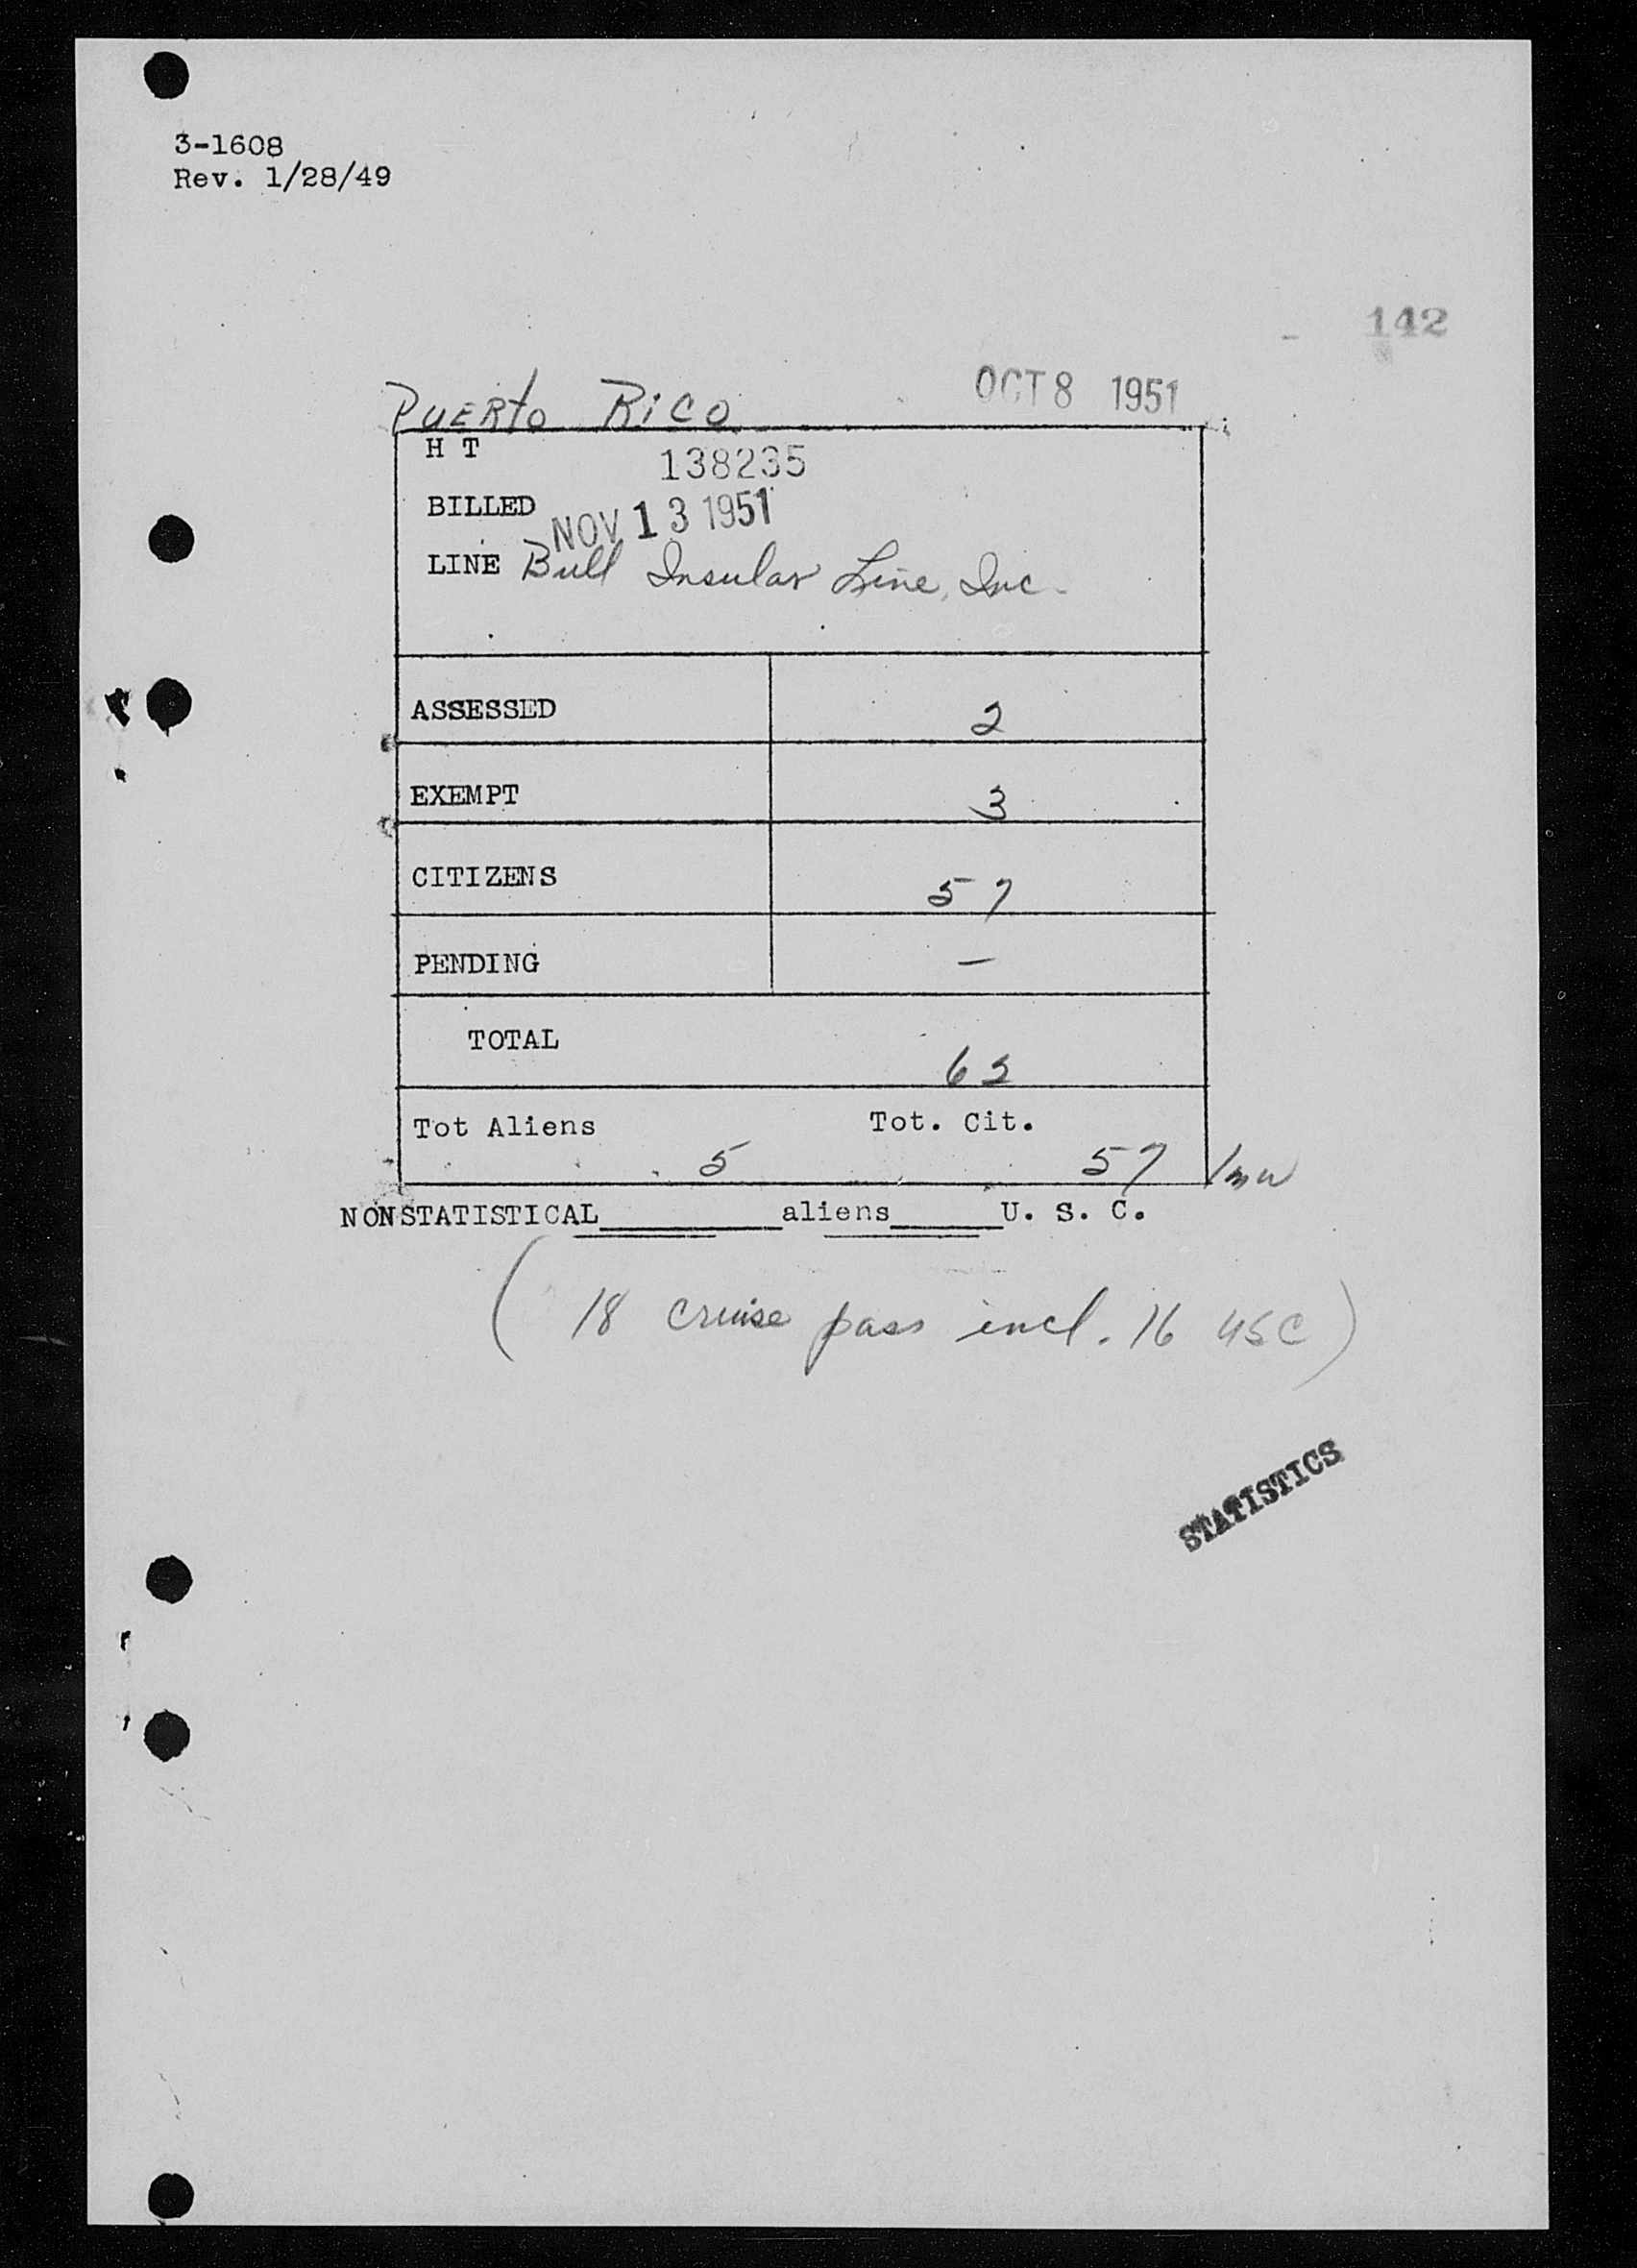 3-1608
Rev. 1/28/49
142
Puerto Rico OCT 8 1951
H T 138235
BILLED NOV 13 1951
LINE Bull Insular Line, Inc.
ASSESSED 2
EXEMPT 3
CITIZENS 57
PENDING —
TOTAL 62
Tot Aliens 5 Tot. Cit. 57
NONSTATISTICAL aliens U. S. C.
( 18 cruise pass incl. 16 USC )
STATISTICS